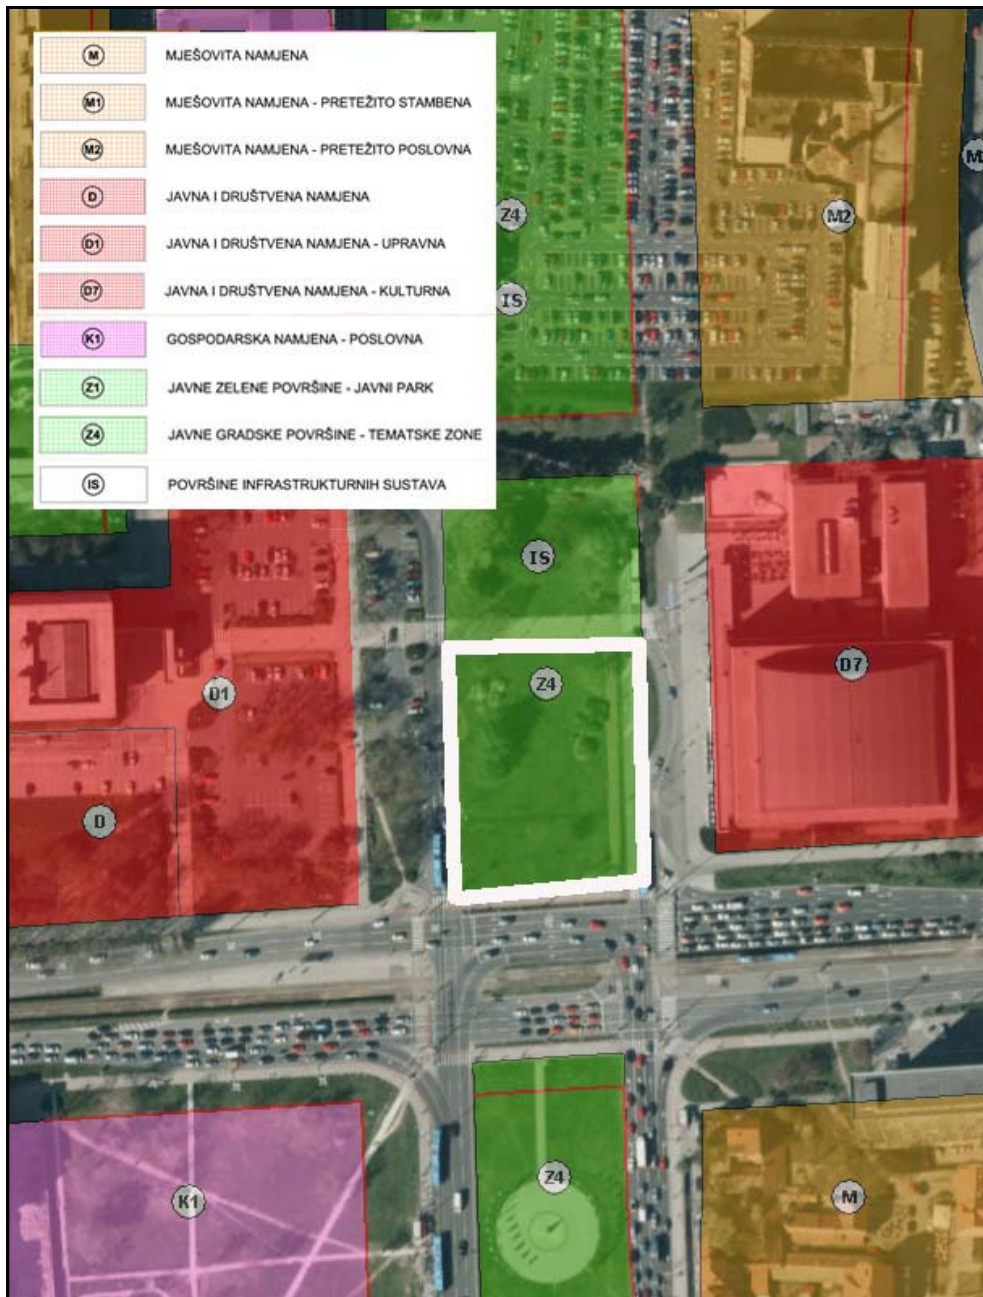 M MJEŠOVITA NAMJENA
M1 MJEŠOVITA NAMJENA - PRETEŽITO STAMBENA
M2 MJEŠOVITA NAMJENA - PRETEŽITO POSLOVNA
D JAVNA I DRUŠTVENA NAMJENA
D1 JAVNA I DRUŠTVENA NAMJENA - UPRAVNA
D7 JAVNA I DRUŠTVENA NAMJENA - KULTURNA
K1 GOSPODARSKA NAMJENA - POSLOVNA
Z1 JAVNE ZELENE POVRŠINE - JAVNI PARK
Z4 JAVNE GRADSKE POVRŠINE - TEMATSKE ZONE
IS POVRŠINE INFRASTRUKTURNIH SUSTAVA
Z4
M2
IS
IS
Z4
D7
D1
D
Z4
K1
M